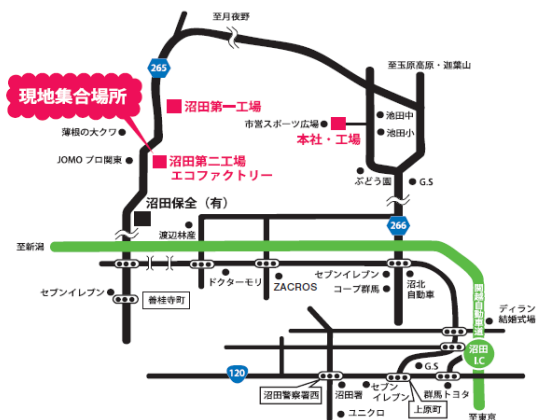 至月夜野
265
至玉原高原・迦葉山
現地集合場所
沼田第一工場
市営スポーツ広場
池田中
本社・工場
池田小
薄根の大クワ
JOMO プロ関東
沼田第二工場
エコファクトリー
ぶどう園
G.S
沼田保全（有）
渡辺林産
266
至新潟
ドクターモリ
ZACROS
セブンイレブン
コープ群馬
沼北
自動車
関越自動車道
セブンイレブン
善桂寺町
ディラン
結婚式場
沼田
I.C
G.S
120
沼田警察署西
沼田署
セブン
イレブン
上原町
群馬トヨタ
ユニクロ
至東京